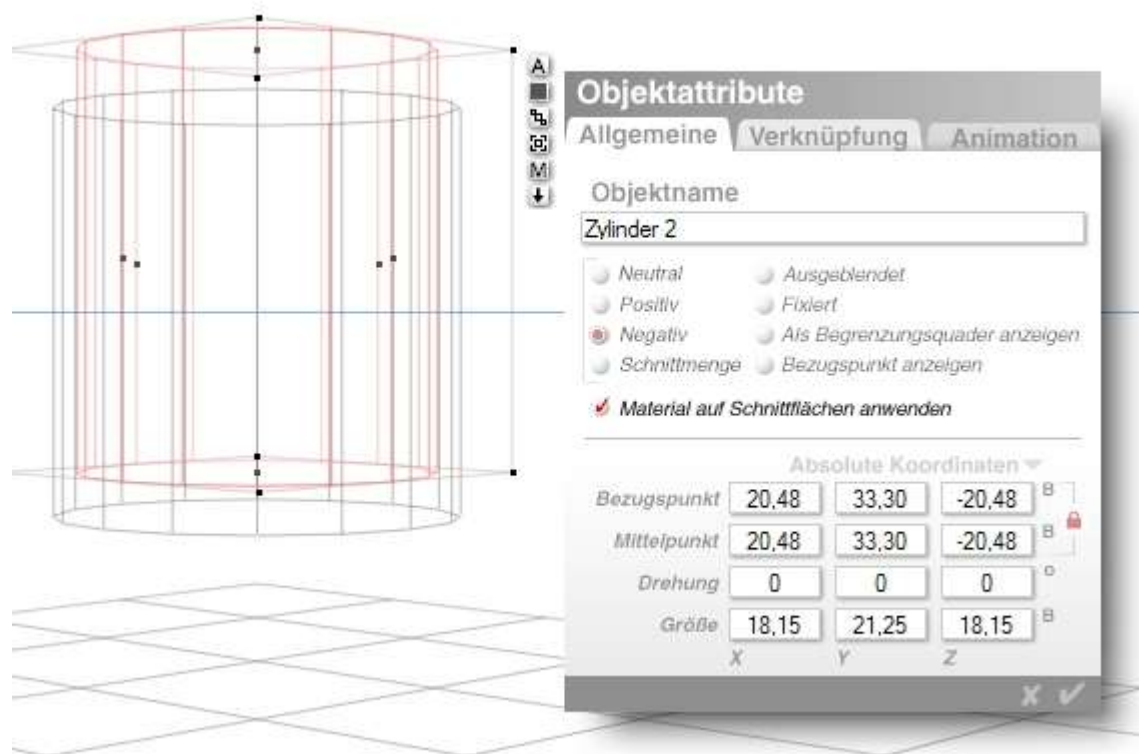 A
M
Objektattribute
Allgemeine Verknüpfung Animation
Objektname
Zylinder 2
Neutral Ausgeblendet
Positiv Fixiert
Negativ Als Begrenzungsquader anzeigen
Schnittmenge Bezugspunkt anzeigen
Material auf Schnittflächen anwenden
Absolute Koordinaten
Bezugspunkt 20,48 33,30 -20,48 B
Mittelpunkt 20,48 33,30 -20,48 B
Drehung 0 0 0 °
Größe 18,15 21,25 18,15 B
X Y Z